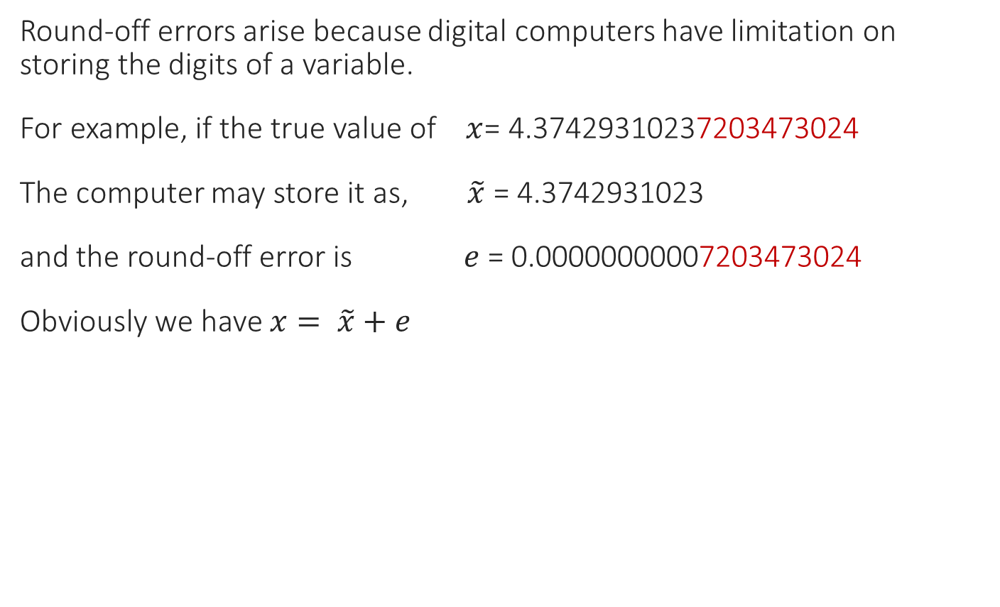 Round-off errors arise because digital computers have limitation on
storing the digits of a variable.
For example, if the true value of x= 4.37429310237203473024
The computer may store it as, x̃ = 4.3742931023
and the round-off error is e = 0.00000000007203473024
Obviously we have x = x̃ + e